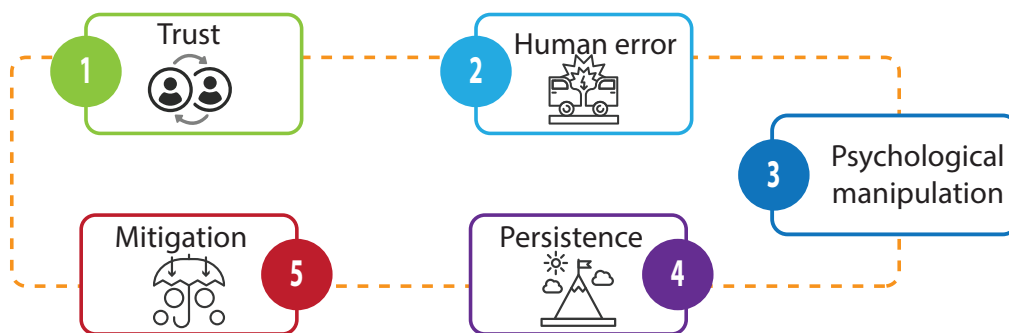 1
Trust
2
Human error
3
Psychological
manipulation
4
Persistence
5
Mitigation